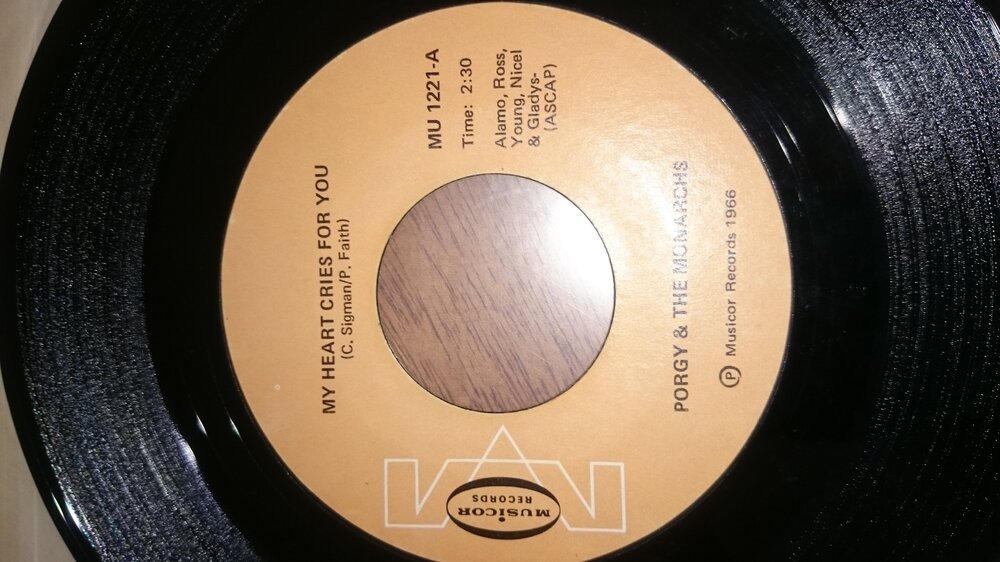 MY HEART CRIES FOR YOU
(C. Sigman/P. Faith)
MU 1221-A
Time: 2:30
Alamo, Ross,
Young, Nicel
& Gladys-
(ASCAP)
MUSICOR
RECORDS
PORGY & THE MONARCHS
Ⓟ Musicor Records 1966